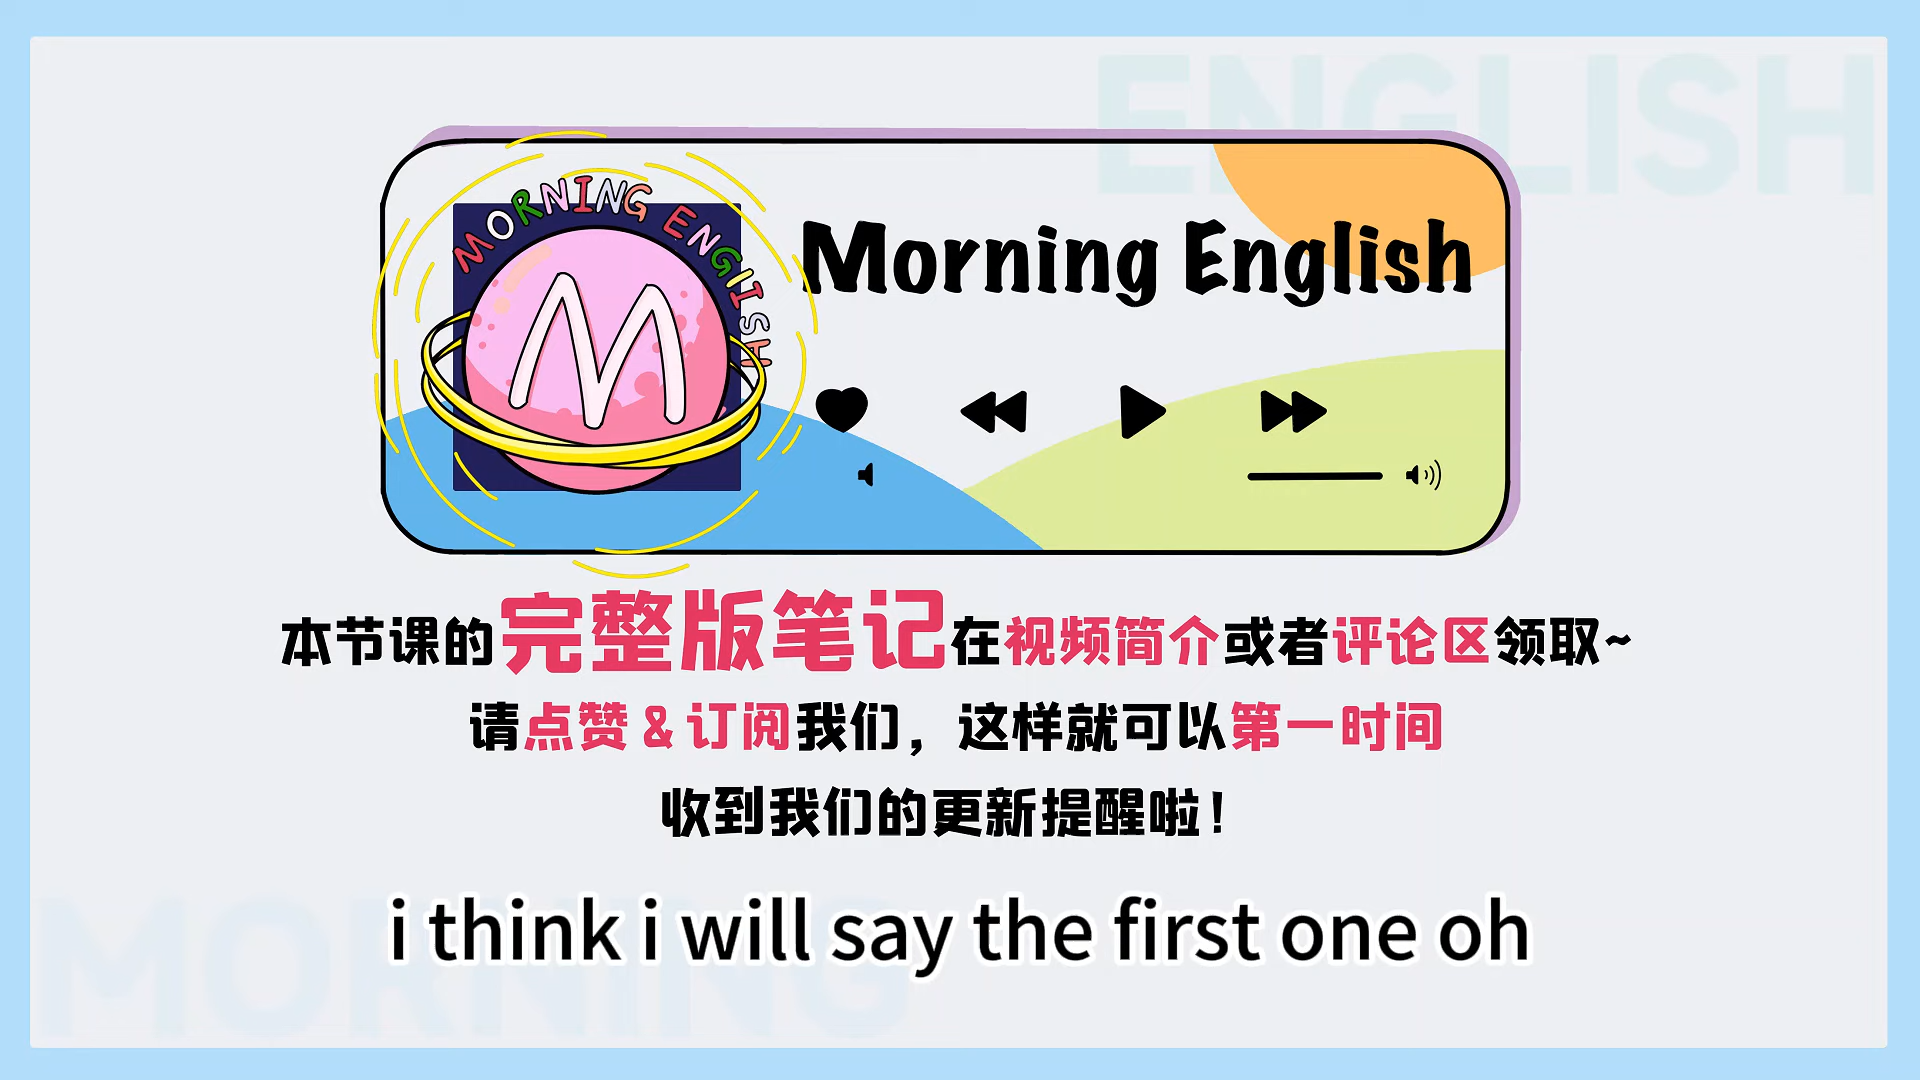 ENGLISH
MORNING ENGLISH
M
Morning English
本节课的完整版笔记在视频简介或者评论区领取~
请点赞&订阅我们，这样就可以第一时间
收到我们的更新提醒啦！
MORNING
i think i will say the first one oh